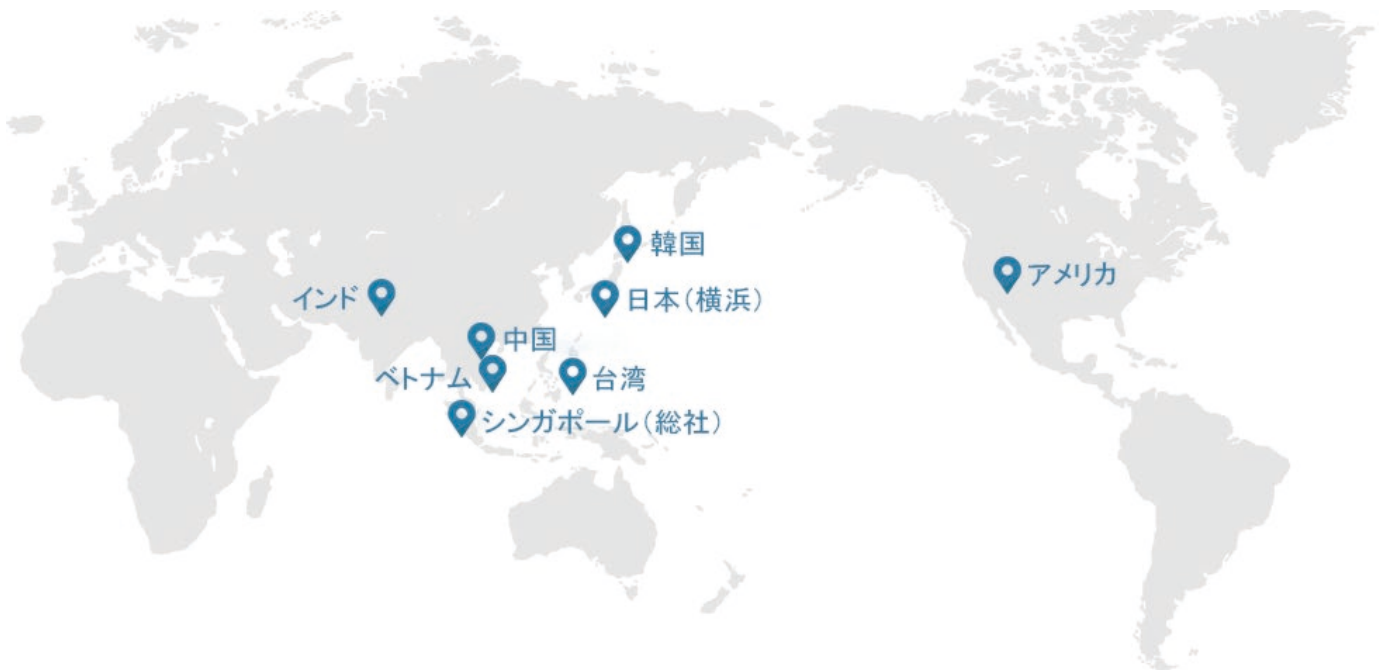 韓国
アメリカ
インド
日本（横浜）
中国
ベトナム
台湾
シンガポール（総社）